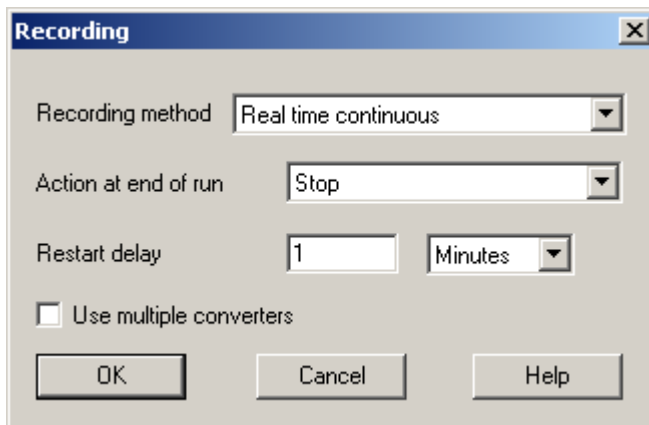 Recording
Recording method Real time continuous
Action at end of run Stop
Restart delay 1 Minutes
Use multiple converters
OK Cancel Help